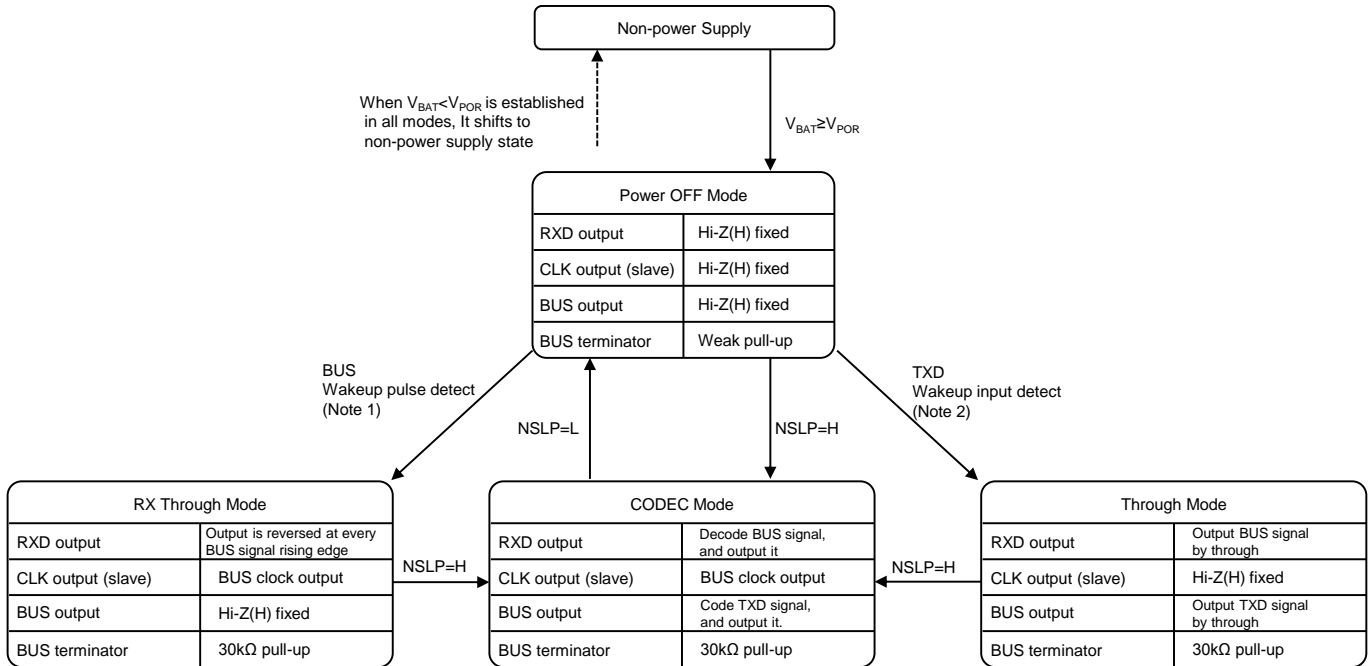 Non-power Supply
When VBAT<VPOR is established
in all modes, It shifts to
non-power supply state
VBAT≥VPOR
Power OFF Mode
RXD output
Hi-Z(H) fixed
CLK output (slave)
Hi-Z(H) fixed
BUS output
Hi-Z(H) fixed
BUS terminator
Weak pull-up
BUS
Wakeup pulse detect
(Note 1)
NSLP=L
NSLP=H
TXD
Wakeup input detect
(Note 2)
RX Through Mode
RXD output
Output is reversed at every
BUS signal rising edge
CLK output (slave)
BUS clock output
BUS output
Hi-Z(H) fixed
BUS terminator
30kΩ pull-up
NSLP=H
CODEC Mode
RXD output
Decode BUS signal,
and output it
CLK output (slave)
BUS clock output
BUS output
Code TXD signal,
and output it.
BUS terminator
30kΩ pull-up
NSLP=H
Through Mode
RXD output
Output BUS signal
by through
CLK output (slave)
Hi-Z(H) fixed
BUS output
Output TXD signal
by through
BUS terminator
30kΩ pull-up